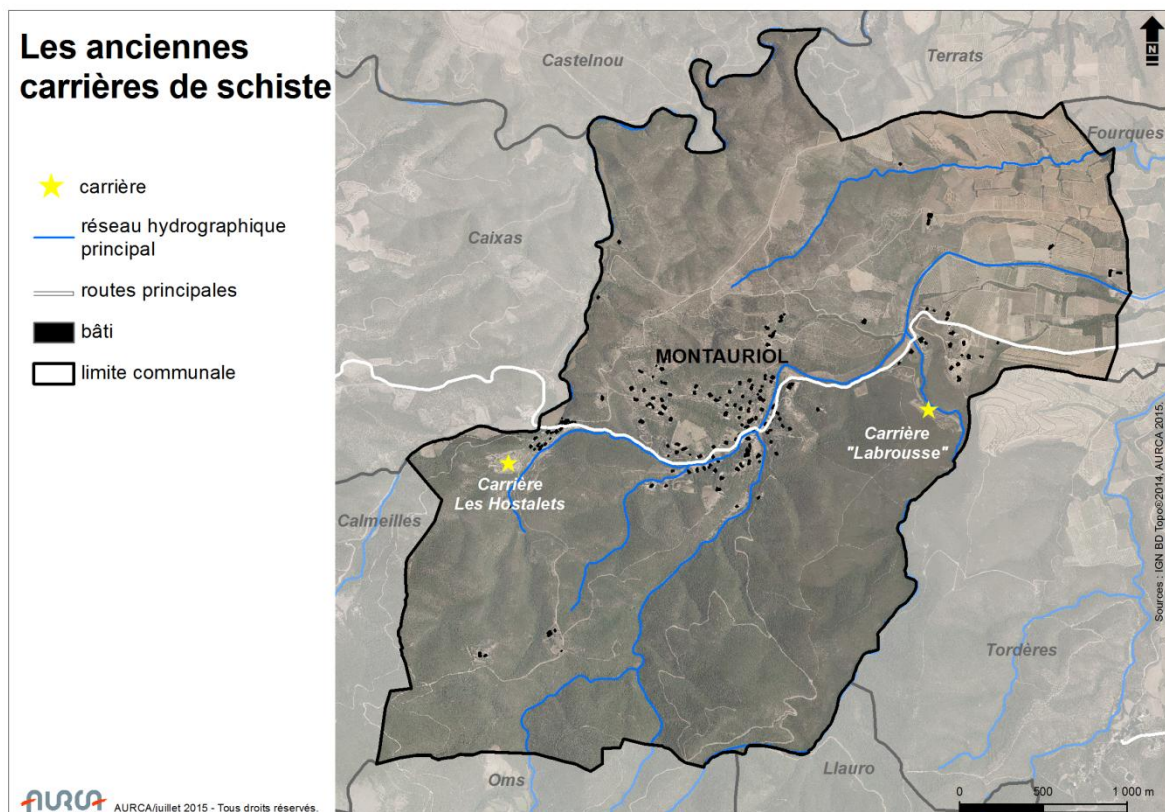 Les anciennes
carrières de schiste
carrière
réseau hydrographique
principal
routes principales
bâti
limite communale
AURCA AURCA/juillet 2015 - Tous droits réservés.
N
Castelnou
Terrats
Fourques
Caixas
MONTAURIOL
Carrière
"Labrousse"
Carrière
Les Hostalets
Calmeilles
Tordères
Oms
Llauro
0 500 1 000 m
Sources : IGN BD Topo©2014, AURCA 2015.